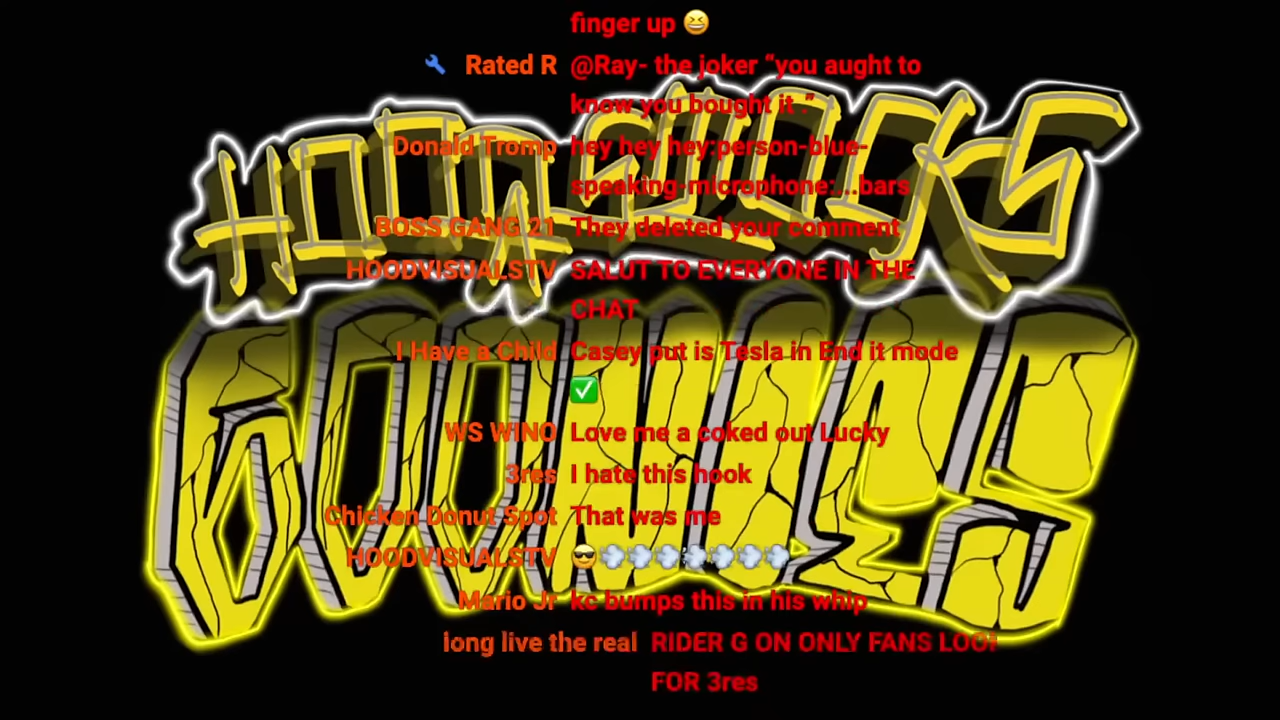 finger up 😆
Rated R @Ray- the joker “you aught to
know you bought it .”
Donald Tromp hey hey hey:person-blue-
speaking-microphone:...bars
BOSS GANG 21 They deleted your comment
HOODVISUALSTV SALUT TO EVERYONE IN THE
CHAT
I Have a Child Casey put is Tesla in End it mode
✅
WS WINO Love me a coked out Lucky
3res I hate this hook
Chicken Donut Spot That was me
HOODVISUALSTV 😎💨💨💨💨💨💨💨
Mario Jr kc bumps this in his whip
long live the real RIDER G ON ONLY FANS
FOR 3res
GOONIES